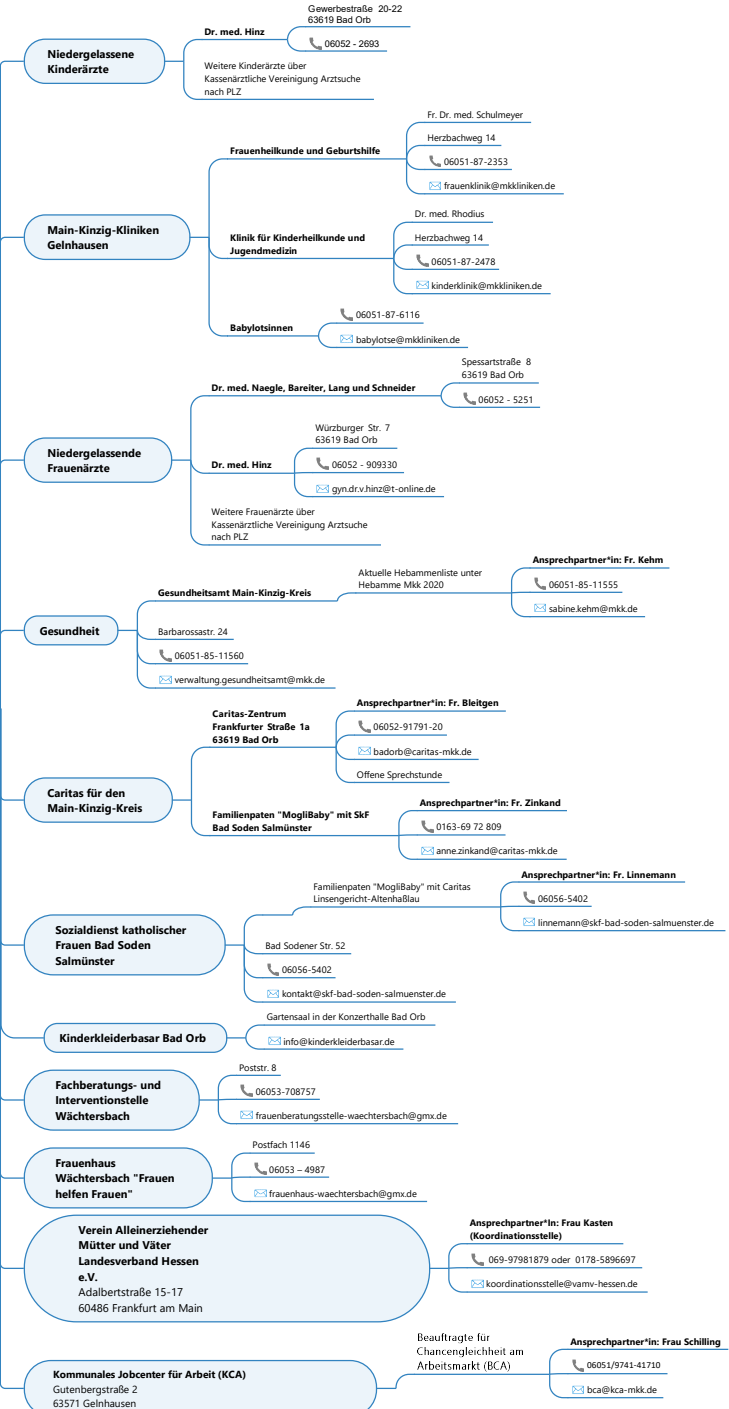 Niedergelassene
Kinderärzte
Dr. med. Hinz
Gewerbestraße 20-22
63619 Bad Orb
06052 - 2693
Weitere Kinderärzte über
Kassenärztliche Vereinigung Arztsuche
nach PLZ
Main-Kinzig-Kliniken
Gelnhausen
Frauenheilkunde und Geburtshilfe
Fr. Dr. med. Schulmeyer
Herzbachweg 14
06051-87-2353
frauenklinik@mkkliniken.de
Klinik für Kinderheilkunde und
Jugendmedizin
Dr. med. Rhodius
Herzbachweg 14
06051-87-2478
kinderklinik@mkkliniken.de
Babylotsinnen
06051-87-6116
babylotse@mkkliniken.de
Niedergelassende
Frauenärzte
Dr. med. Naegle, Bareiter, Lang und Schneider
Spessartstraße 8
63619 Bad Orb
06052 - 5251
Dr. med. Hinz
Würzburger Str. 7
63619 Bad Orb
06052 - 909330
gyn.dr.v.hinz@t-online.de
Weitere Frauenärzte über
Kassenärztliche Vereinigung Arztsuche
nach PLZ
Gesundheit
Gesundheitsamt Main-Kinzig-Kreis
Aktuelle Hebammenliste unter
Hebamme Mkk 2020
Ansprechpartner*in: Fr. Kehm
06051-85-11555
sabine.kehm@mkk.de
Barbarossastr. 24
06051-85-11560
verwaltung.gesundheitsamt@mkk.de
Caritas für den
Main-Kinzig-Kreis
Caritas-Zentrum
Frankfurter Straße 1a
63619 Bad Orb
Ansprechpartner*in: Fr. Bleitgen
06052-91791-20
badorb@caritas-mkk.de
Offene Sprechstunde
Familienpaten "MogliBaby" mit SkF
Bad Soden Salmünster
Ansprechpartner*in: Fr. Zinkand
0163-69 72 809
anne.zinkand@caritas-mkk.de
Sozialdienst katholischer
Frauen Bad Soden
Salmünster
Familienpaten "MogliBaby" mit Caritas
Linsengericht-Altenhaßlau
Ansprechpartner*in: Fr. Linnemann
06056-5402
linnemann@skf-bad-soden-salmuenster.de
Bad Sodener Str. 52
06056-5402
kontakt@skf-bad-soden-salmuenster.de
Kinderkleiderbasar Bad Orb
Gartensaal in der Konzerthalle Bad Orb
info@kinderkleiderbasar.de
Fachberatungs- und
Interventionstelle
Wächtersbach
Poststr. 8
06053-708757
frauenberatungsstelle-waechtersbach@gmx.de
Frauenhaus
Wächtersbach "Frauen
helfen Frauen"
Postfach 1146
06053 – 4987
frauenhaus-waechtersbach@gmx.de
Verein Alleinerziehender
Mütter und Väter
Landesverband Hessen
e.V.
Adalbertstraße 15-17
60486 Frankfurt am Main
Ansprechpartner*In: Frau Kasten
(Koordinationsstelle)
069-97981879 oder 0178-5896697
koordinationsstelle@vamv-hessen.de
Kommunales Jobcenter für Arbeit (KCA)
Gutenbergstraße 2
63571 Gelnhausen
Beauftragte für
Chancengleichheit am
Arbeitsmarkt (BCA)
Ansprechpartner*in: Frau Schilling
06051/9741-41710
bca@kca-mkk.de